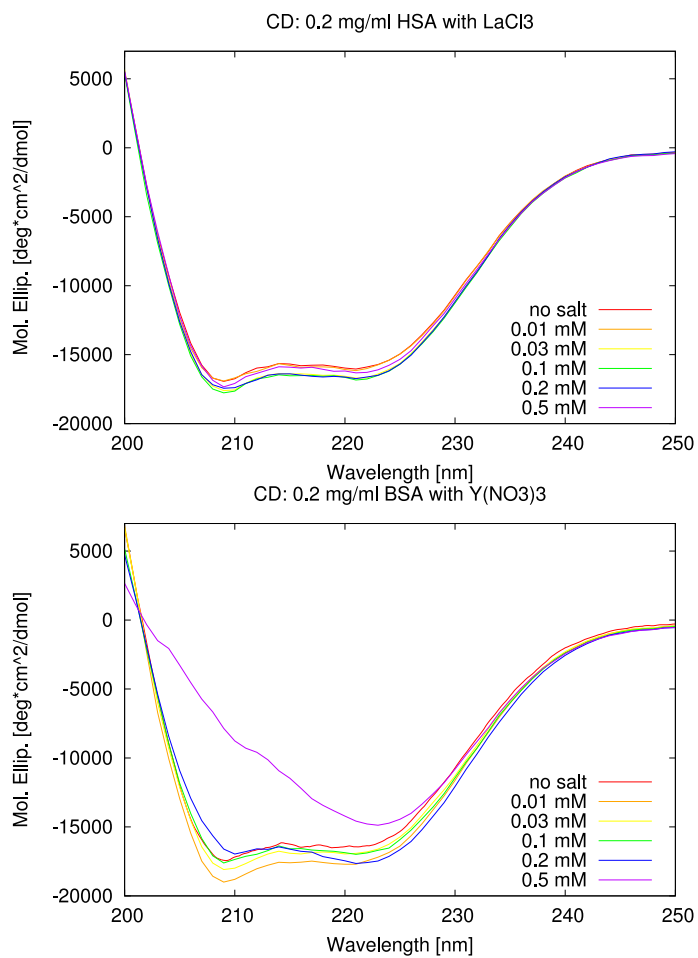 CD: 0.2 mg/ml HSA with LaCl3
5000
0
-5000
-10000
-15000
-20000
Mol. Ellip. [deg*cm^2/dmol]
no salt
0.01 mM
0.03 mM
0.1 mM
0.2 mM
0.5 mM
200 210 220 230 240 250
Wavelength [nm]
CD: 0.2 mg/ml BSA with Y(NO3)3
5000
0
-5000
-10000
-15000
-20000
Mol. Ellip. [deg*cm^2/dmol]
no salt
0.01 mM
0.03 mM
0.1 mM
0.2 mM
0.5 mM
200 210 220 230 240 250
Wavelength [nm]